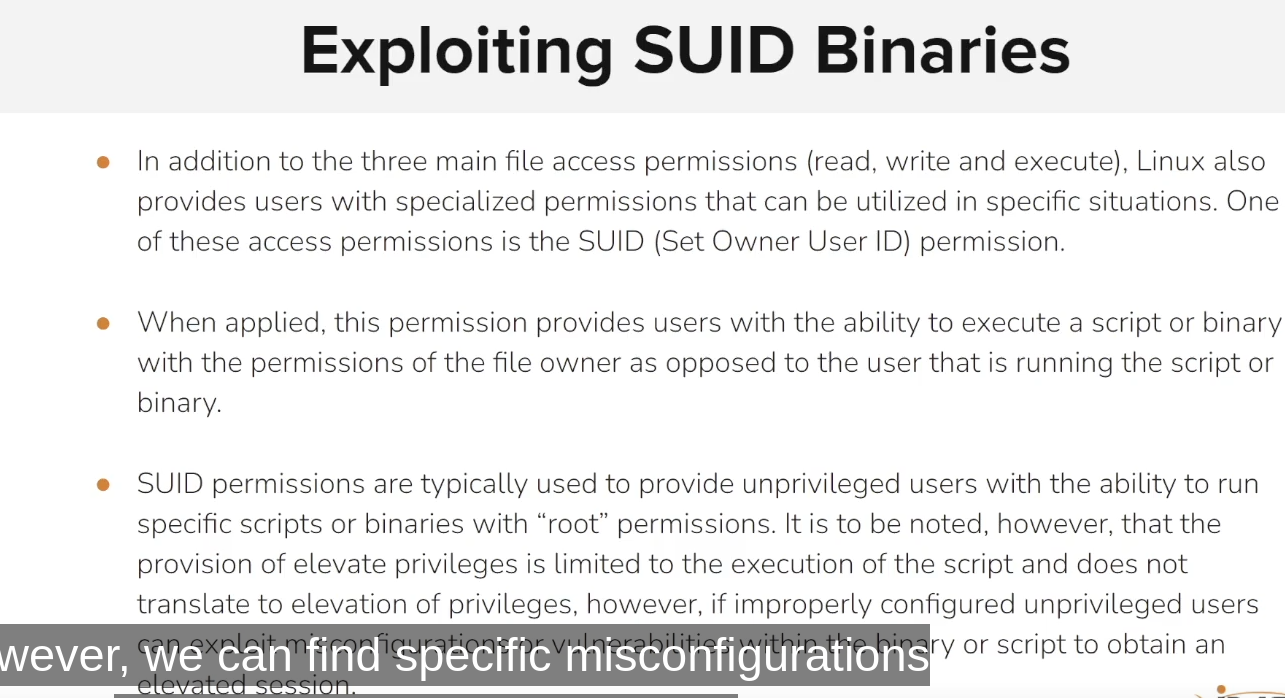 Exploiting SUID Binaries
In addition to the three main file access permissions (read, write and execute), Linux also
provides users with specialized permissions that can be utilized in specific situations. One
of these access permissions is the SUID (Set Owner User ID) permission.
When applied, this permission provides users with the ability to execute a script or binary
with the permissions of the file owner as opposed to the user that is running the script or
binary.
SUID permissions are typically used to provide unprivileged users with the ability to run
specific scripts or binaries with “root” permissions. It is to be noted, however, that the
provision of elevate privileges is limited to the execution of the script and does not
translate to elevation of privileges, however, if improperly configured unprivileged users
can exploit misconfigurations or vulnerabilities within the binary or script to obtain an
wever, we can find specific misconfigurations
elevated session.